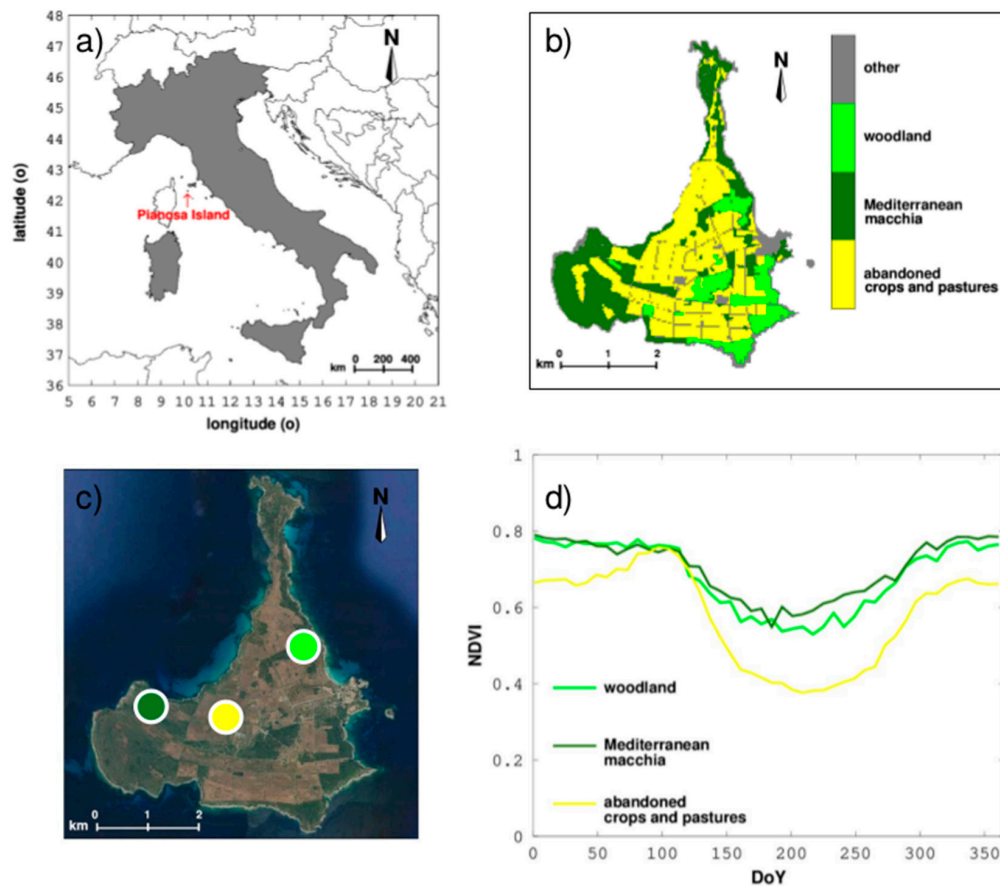 a)
N
48
47
46
45
44
43
42
41
40
39
38
37
36
latitude (o)
Pianosa Island
0 200 400
km
5 6 7 8 9 10 11 12 13 14 15 16 17 18 19 20 21
longitude (o)
b)
N
other
woodland
Mediterranean
macchia
abandoned
crops and pastures
0 1 2
km
c)
N
0 1 2
km
d)
1
0.8
0.6
0.4
0.2
0
NDVI
woodland
Mediterranean
macchia
abandoned
crops and pastures
0 50 100 150 200 250 300 350
DoY